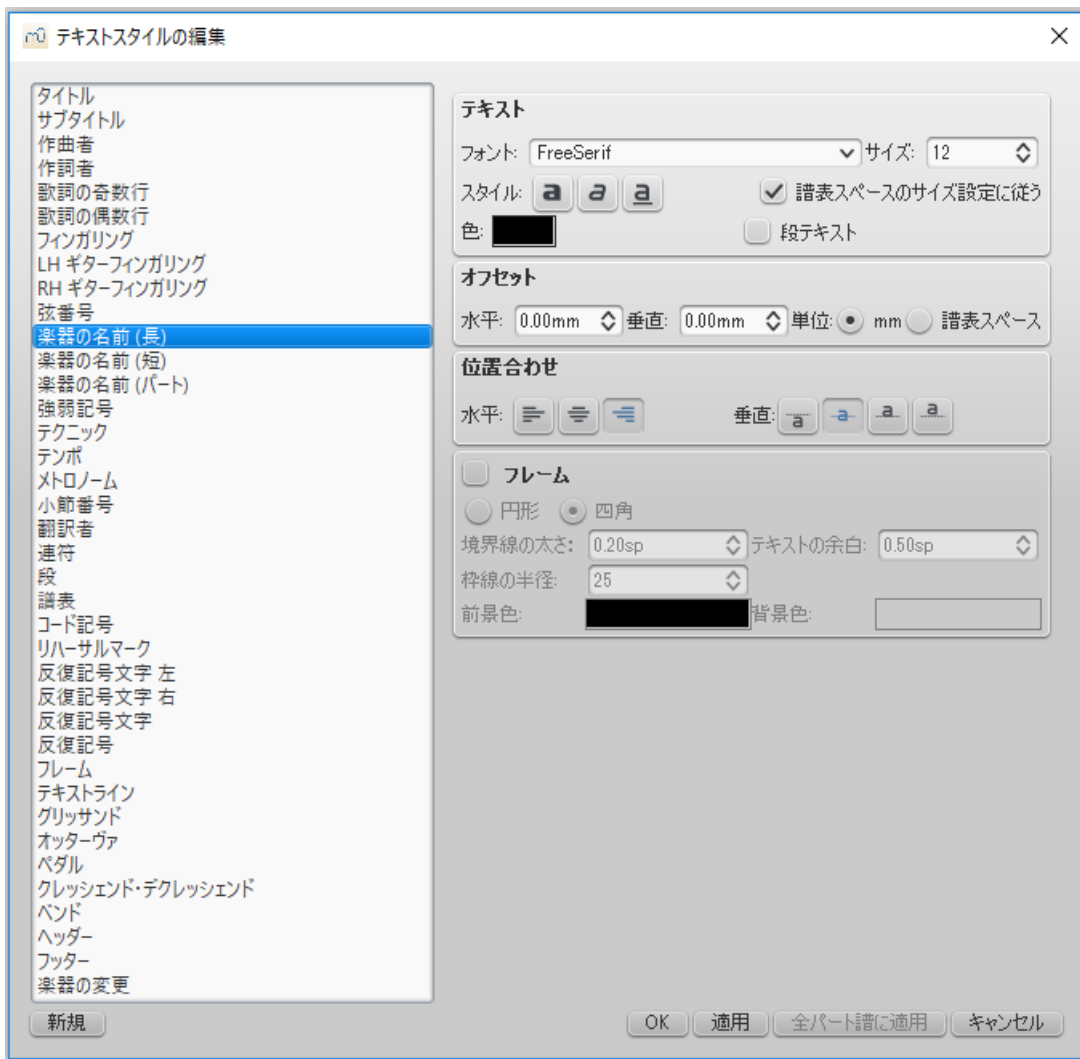 テキストスタイルの編集
タイトル
サブタイトル
作曲者
作詞者
歌詞の奇数行
歌詞の偶数行
フィンガリング
LH ギターフィンガリング
RH ギターフィンガリング
弦番号
楽器の名前 (長)
楽器の名前 (短)
楽器の名前 (パート)
強弱記号
テクニック
テンポ
メトロノーム
小節番号
翻訳者
連符
段
譜表
コード記号
リハーサルマーク
反復記号文字 左
反復記号文字 右
反復記号文字
反復記号
フレーム
テキストライン
グリッサンド
オッターヴァ
ペダル
クレッシェンド・デクレッシェンド
ベンド
ヘッダー
フッター
楽器の変更
新規
テキスト
フォント: FreeSerif サイズ: 12
スタイル: a a a 譜表スペースのサイズ設定に従う
色: 段テキスト
オフセット
水平: 0.00mm 垂直: 0.00mm 単位: mm 譜表スペース
位置合わせ
水平: 垂直: a a a a
フレーム
円形 四角
境界線の太さ: 0.20sp テキストの余白: 0.50sp
枠線の半径: 25
前景色: 背景色:
OK 適用 全パート譜に適用 キャンセル